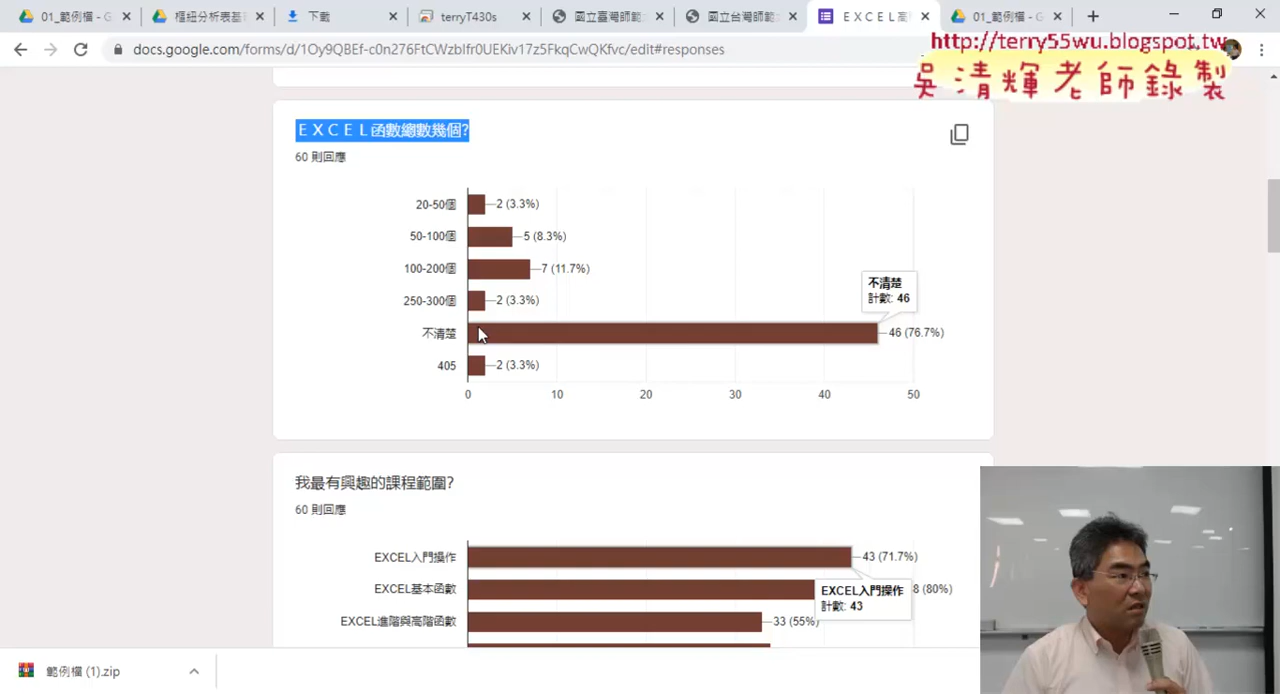 01_範例檔 - G
樞紐分析表基
下載
terryT430s
國立臺灣師範
國立台灣師範
ＥＸＣＥＬ高
01_範例檔 - G
docs.google.com/forms/d/1Oy9QBEf-c0n276FtCWzbIfr0UEKiv17z5FkqCwQKfvc/edit#responses
http://terry55wu.blogspot.tw
吳清輝老師錄製
ＥＸＣＥＬ函數總數幾個?
60 則回應
20-50個
2 (3.3%)
50-100個
5 (8.3%)
100-200個
7 (11.7%)
250-300個
2 (3.3%)
不清楚
計數: 46
不清楚
46 (76.7%)
405
2 (3.3%)
0 10 20 30 40 50
我最有興趣的課程範圍?
60 則回應
EXCEL入門操作
43 (71.7%)
EXCEL基本函數
8 (80%)
EXCEL入門操作
計數: 43
EXCEL進階與高階函數
33 (55%)
範例檔 (1).zip